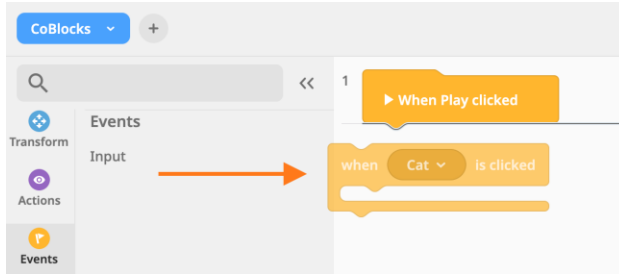 CoBlocks
+
1
When Play clicked
Transform
Events
Input
when Cat is clicked
Actions
Events